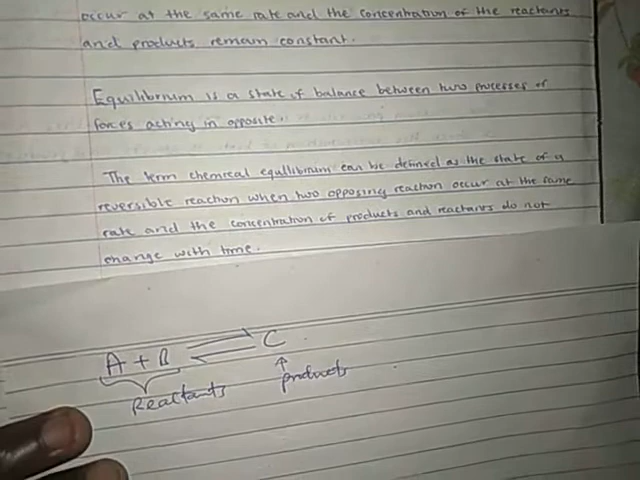 occur at the same rate and the concentration of the reactants
and products remain constant.
Equilibrium is a state of balance between two processes of
forces acting in opposite.
The term chemical equilibrium can be defined as the state of a
reversible reaction when two opposing reaction occur at the same
rate and the concentration of products and reactants do not
change with time.
A + B ⇌ C
Reactants
products